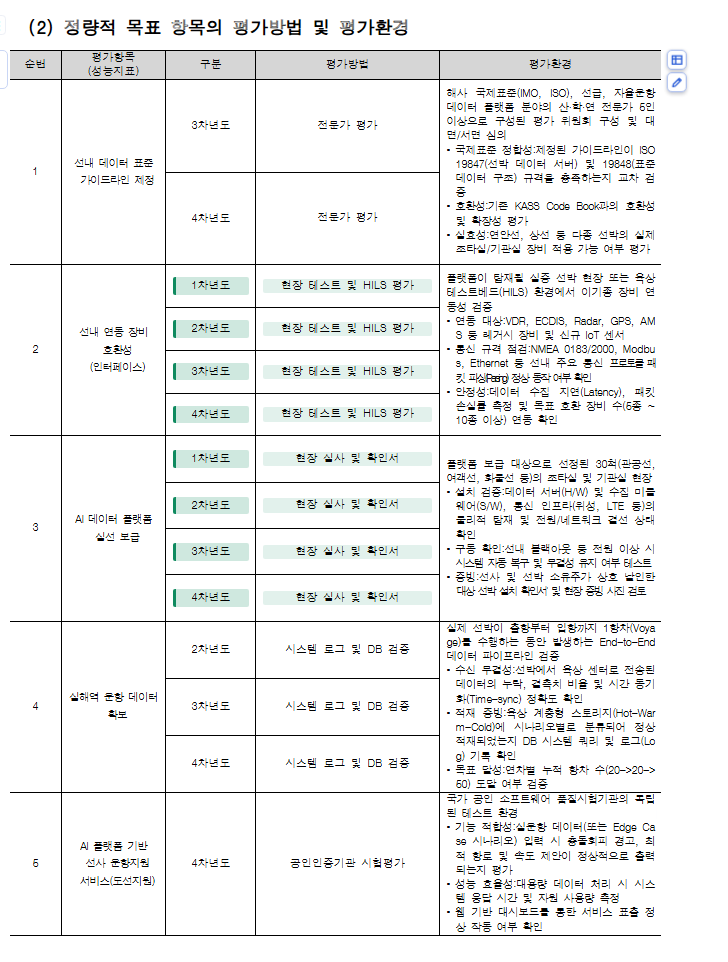 (2) 정량적 목표 항목의 평가방법 및 평가환경
순번
평가항목
(성능지표)
구분
평가방법
평가환경
1
선내 데이터 표준
가이드라인 제정
3차년도
전문가 평가
4차년도
전문가 평가
해사 국제표준(IMO, ISO), 선급, 자율운항
데이터 플랫폼 분야의 산·학·연 전문가 6인
이상으로 구성된 평가 위원회 구성 및 대
면/서면 심의
• 국제표준 정합성:제정된 가이드라인이 ISO
19847(선박 데이터 서버) 및 19848(표준
데이터 구조) 규격을 충족하는지 교차 검
증
• 호환성:기존 KASS Code Book과의 호환성
및 확장성 평가
• 실효성:연안선, 상선 등 다종 선박의 실제
조타실/기관실 장비 적용 가능 여부 평가
2
선내 연동 장비
호환성
(인터페이스)
1차년도
현장 테스트 및 HILS 평가
2차년도
현장 테스트 및 HILS 평가
3차년도
현장 테스트 및 HILS 평가
4차년도
현장 테스트 및 HILS 평가
플랫폼이 탑재될 실증 선박 현장 또는 육상
테스트베드(HILS) 환경에서 이기종 장비 연
동성 검증
• 연동 대상:VDR, ECDIS, Radar, GPS, AM
S 등 레거시 장비 및 신규 IoT 센서
• 통신 규격 점검:NMEA 0183/2000, Modbu
s, Ethernet 등 선내 주요 통신 프로토콜 패
킷 파싱(Parsing) 정상 동작 여부 확인
• 안정성:데이터 수집 지연(Latency), 패킷
손실률 측정 및 목표 호환 장비 수(5종 ~
10종 이상) 연동 확인
3
AI 데이터 플랫폼
실선 보급
1차년도
현장 실사 및 확인서
2차년도
현장 실사 및 확인서
3차년도
현장 실사 및 확인서
4차년도
현장 실사 및 확인서
플랫폼 보급 대상으로 선정된 30척(관공선,
여객선, 화물선 등)의 조타실 및 기관실 현장
• 설치 검증:데이터 서버(H/W) 및 수집 미들
웨어(S/W), 통신 인프라(위성, LTE 등)의
물리적 탑재 및 전원/네트워크 결선 상태
확인
• 구동 확인:선내 블랙아웃 등 전원 이상 시
시스템 자동 복구 및 무결성 유지 여부 테스트
• 증빙:선사 및 선박 소유주가 상호 날인한
'대상 선박 설치 확인서' 및 현장 증빙 사진 검토
4
실해역 운항 데이터
확보
2차년도
시스템 로그 및 DB 검증
3차년도
시스템 로그 및 DB 검증
4차년도
시스템 로그 및 DB 검증
실제 선박이 출항부터 입항까지 1항차(Voya
ge)를 수행하는 동안 발생하는 End-to-End
데이터 파이프라인 검증
• 수신 무결성:선박에서 육상 센터로 전송된
데이터의 누락, 결측치 비율 및 시간 동기
화(Time-sync) 정확도 확인
• 적재 증빙:육상 계층형 스토리지(Hot-War
m-Cold)에 시나리오별로 분류되어 정상
적재되었는지 DB 시스템 쿼리 및 로그(Lo
g) 기록 확인
• 목표 달성:연차별 누적 항차 수(20->20->
60) 도달 여부 검증
5
AI 플랫폼 기반
선사 운항지원
서비스(도선지원)
4차년도
공인인증기관 시험평가
국가 공인 소프트웨어 품질시험기관의 독립
된 테스트 환경
• 기능 적합성:실운항 데이터(또는 Edge Ca
se 시나리오) 입력 시 충돌회피 경고, 최
적 항로 및 속도 제안이 정상적으로 출력
되는지 평가
• 성능 효율성:대용량 데이터 처리 시 시스
템 응답 시간 및 자원 사용량 측정
• 웹 기반 대시보드를 통한 서비스 표출 정
상 작동 여부 확인